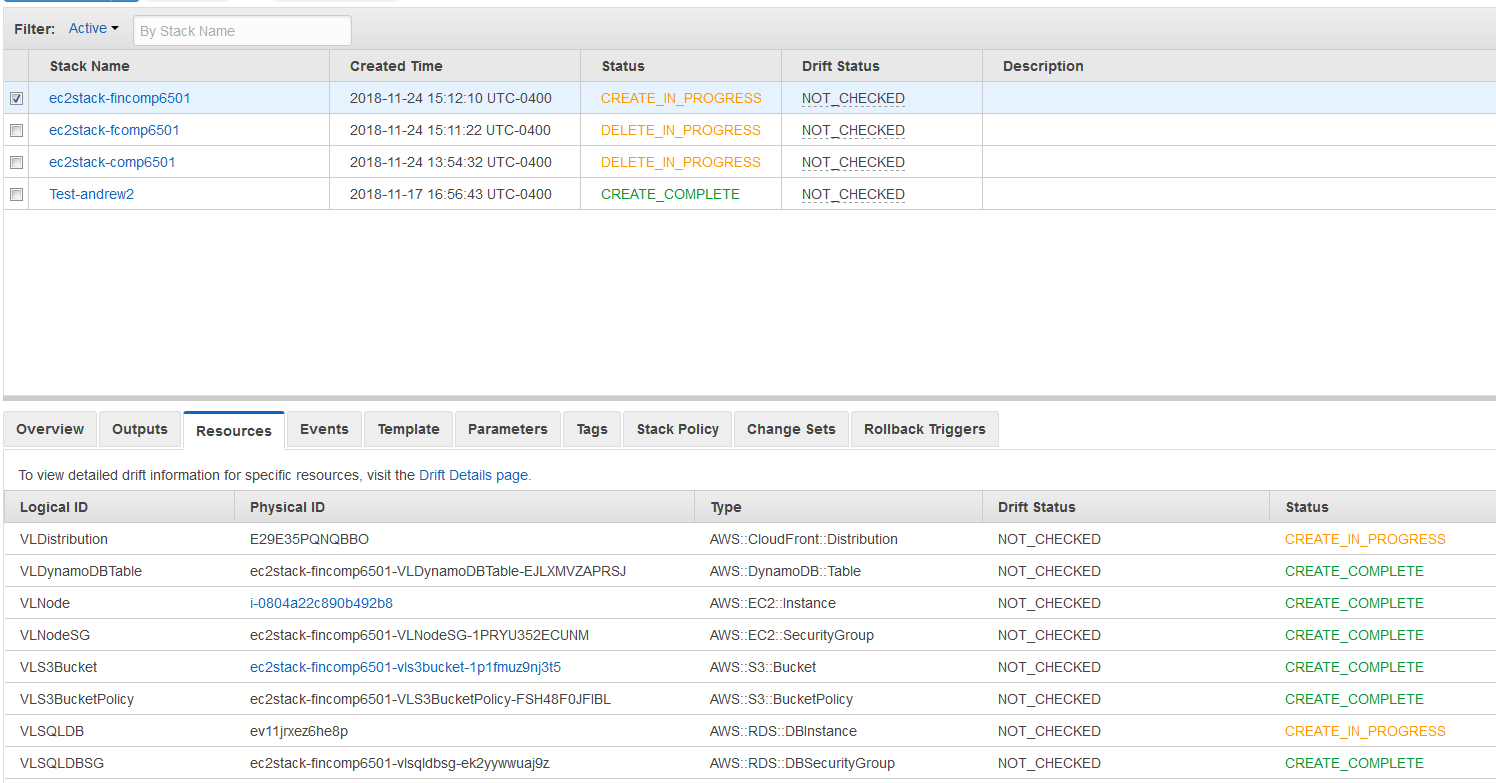 Filter: Active By Stack Name
Stack Name Created Time Status Drift Status Description
ec2stack-fincomp6501 2018-11-24 15:12:10 UTC-0400 CREATE_IN_PROGRESS NOT_CHECKED
ec2stack-fcomp6501 2018-11-24 15:11:22 UTC-0400 DELETE_IN_PROGRESS NOT_CHECKED
ec2stack-comp6501 2018-11-24 13:54:32 UTC-0400 DELETE_IN_PROGRESS NOT_CHECKED
Test-andrew2 2018-11-17 16:56:43 UTC-0400 CREATE_COMPLETE NOT_CHECKED
Overview Outputs Resources Events Template Parameters Tags Stack Policy Change Sets Rollback Triggers
To view detailed drift information for specific resources, visit the Drift Details page.
Logical ID Physical ID Type Drift Status Status
VLDistribution E29E35PQNQBBO AWS::CloudFront::Distribution NOT_CHECKED CREATE_IN_PROGRESS
VLDynamoDBTable ec2stack-fincomp6501-VLDynamoDBTable-EJLXMVZAPRSJ AWS::DynamoDB::Table NOT_CHECKED CREATE_COMPLETE
VLNode i-0804a22c890b492b8 AWS::EC2::Instance NOT_CHECKED CREATE_COMPLETE
VLNodeSG ec2stack-fincomp6501-VLNodeSG-1PRYU352ECUNM AWS::EC2::SecurityGroup NOT_CHECKED CREATE_COMPLETE
VLS3Bucket ec2stack-fincomp6501-vls3bucket-1p1fmuz9nj3t5 AWS::S3::Bucket NOT_CHECKED CREATE_COMPLETE
VLS3BucketPolicy ec2stack-fincomp6501-VLS3BucketPolicy-FSH48F0JFIBL AWS::S3::BucketPolicy NOT_CHECKED CREATE_COMPLETE
VLSQLDB ev11jrxez6he8p AWS::RDS::DBInstance NOT_CHECKED CREATE_IN_PROGRESS
VLSQLDBSG ec2stack-fincomp6501-vlsqldbsg-ek2yywwuaj9z AWS::RDS::DBSecurityGroup NOT_CHECKED CREATE_COMPLETE